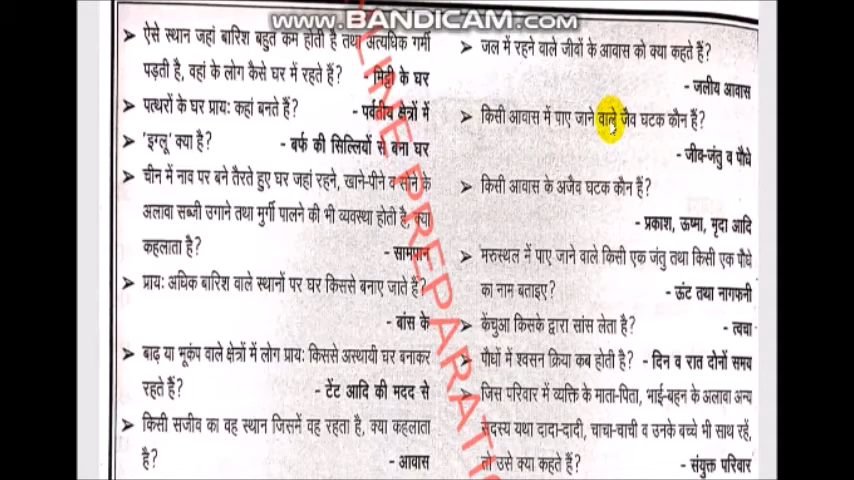 www.BANDICAM.com
➤ ऐसे स्थान जहां बारिश बहुत कम होती है तथा अत्यधिक गर्मी
पड़ती है, वहां के लोग कैसे घर में रहते हैं? - मिट्टी के घर
➤ पत्थरों के घर प्रायः कहां बनते हैं? - पर्वतीय क्षेत्रों में
➤ 'इग्लू' क्या है? - बर्फ की सिल्लियों से बना घर
➤ चीन में नाव पर बने तैरते हुए घर जहां रहने, खाने-पीने व सोने के
अलावा सब्जी उगाने तथा मुर्गी पालने की भी व्यवस्था होती है, क्या
कहलाता है? - सामपान
➤ प्रायः अधिक बारिश वाले स्थानों पर घर किससे बनाए जाते हैं?
- बांस के
➤ बाढ़ या भूकंप वाले क्षेत्रों में लोग प्रायः किससे अस्थायी घर बनाकर
रहते हैं? - टेंट आदि की मदद से
➤ किसी सजीव का वह स्थान जिसमें वह रहता है, क्या कहलाता
है? - आवास
➤ जल में रहने वाले जीवों के आवास को क्या कहते हैं?
- जलीय आवास
➤ किसी आवास में पाए जाने वाले जैव घटक कौन हैं?
- जीव-जंतु व पौधे
➤ किसी आवास के अजैव घटक कौन हैं?
- प्रकाश, ऊष्मा, मृदा आदि
➤ मरुस्थल में पाए जाने वाले किसी एक जंतु तथा किसी एक पौधे
का नाम बताइए? - ऊंट तथा नागफनी
➤ केंचुआ किसके द्वारा सांस लेता है? - त्वचा
➤ पौधों में श्वसन क्रिया कब होती है? - दिन व रात दोनों समय
➤ जिस परिवार में व्यक्ति के माता-पिता, भाई-बहन के अलावा अन्य
सदस्य यथा दादा-दादी, चाचा-चाची व उनके बच्चे भी साथ रहें,
तो उसे क्या कहते हैं? - संयुक्त परिवार
LINE PREPARATI